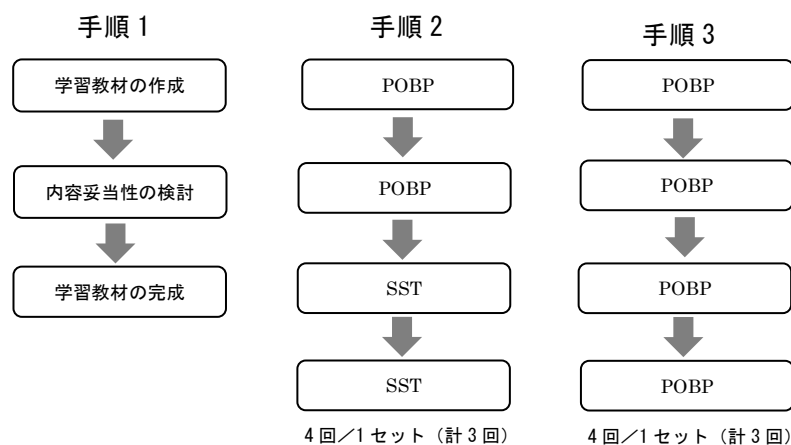 手順 1
学習教材の作成
内容妥当性の検討
学習教材の完成
手順 2
POBP
POBP
SST
SST
4 回／1 セット（計 3 回）
手順 3
POBP
POBP
POBP
POBP
4 回／1 セット（計 3 回）